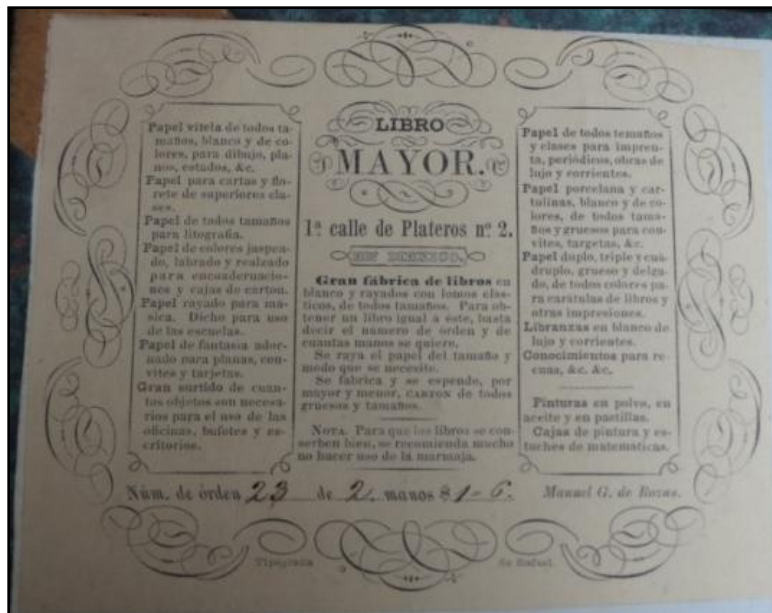 LIBRO
MAYOR.
1ª calle de Plateros nº 2.
EN MEXICO.
Papel vitela de todos ta-
maños, blanco y de co-
lores, para dibujo, pla-
nos, estados, &c.
Papel para cartas y flo-
rete de superiores cla-
ses.
Papel de todos tamaños
para litografia.
Papel de colores jaspea-
do, labrado y realzado
para encuadernacio-
nes y cajas de carton.
Papel rayado para mú-
sica. Dicho para uso
de las escuelas.
Papel de fantasía ador-
nado para planas, con-
vites y tarjetas.
Gran surtido de cuan-
tos objetos son necesa-
rios para el uso de las
oficinas, bufetes y es-
critorios.
Gran fábrica de libros en
blanco y rayados con lomos elás-
ticos, de todos tamaños. Para ob-
tener un libro igual á éste, basta
decir el numero de órden y de
cuantas manos se quiere.
Se raya el papel del tamaño y
modo que se necesite.
Se fabrica y se espende, por
mayor y menor, CARTON de todos
gruesos y tamaños.
NOTA. Para que los libros se con-
serben bien, se recomienda mucho
no hacer uso de la marmaja.
Papel de todos temaños
y clases para impren-
ta, periódicos, obras de
lujo y corrientes.
Papel porcelana y car-
tulinas, blanco y de co-
lores, de todos tama-
ños y gruesos para con-
vites, targetas, &c.
Papel duplo, triple y cuá-
druplo, grueso y delga-
do, de todos colores pa-
ra carátulas de libros y
otras impresiones.
Libranzas en blanco de
lujo y corrientes.
Conocimientos para re-
cuas, &c. &c.
Pinturas en polvo, en
aceite y en pastillas.
Cajas de pintura y es-
tuches de matemáticas.
Núm. de órden 23 de 2. manos $ 1-6.
Manuel G. de Rozas.
Tipografia de Rafael.